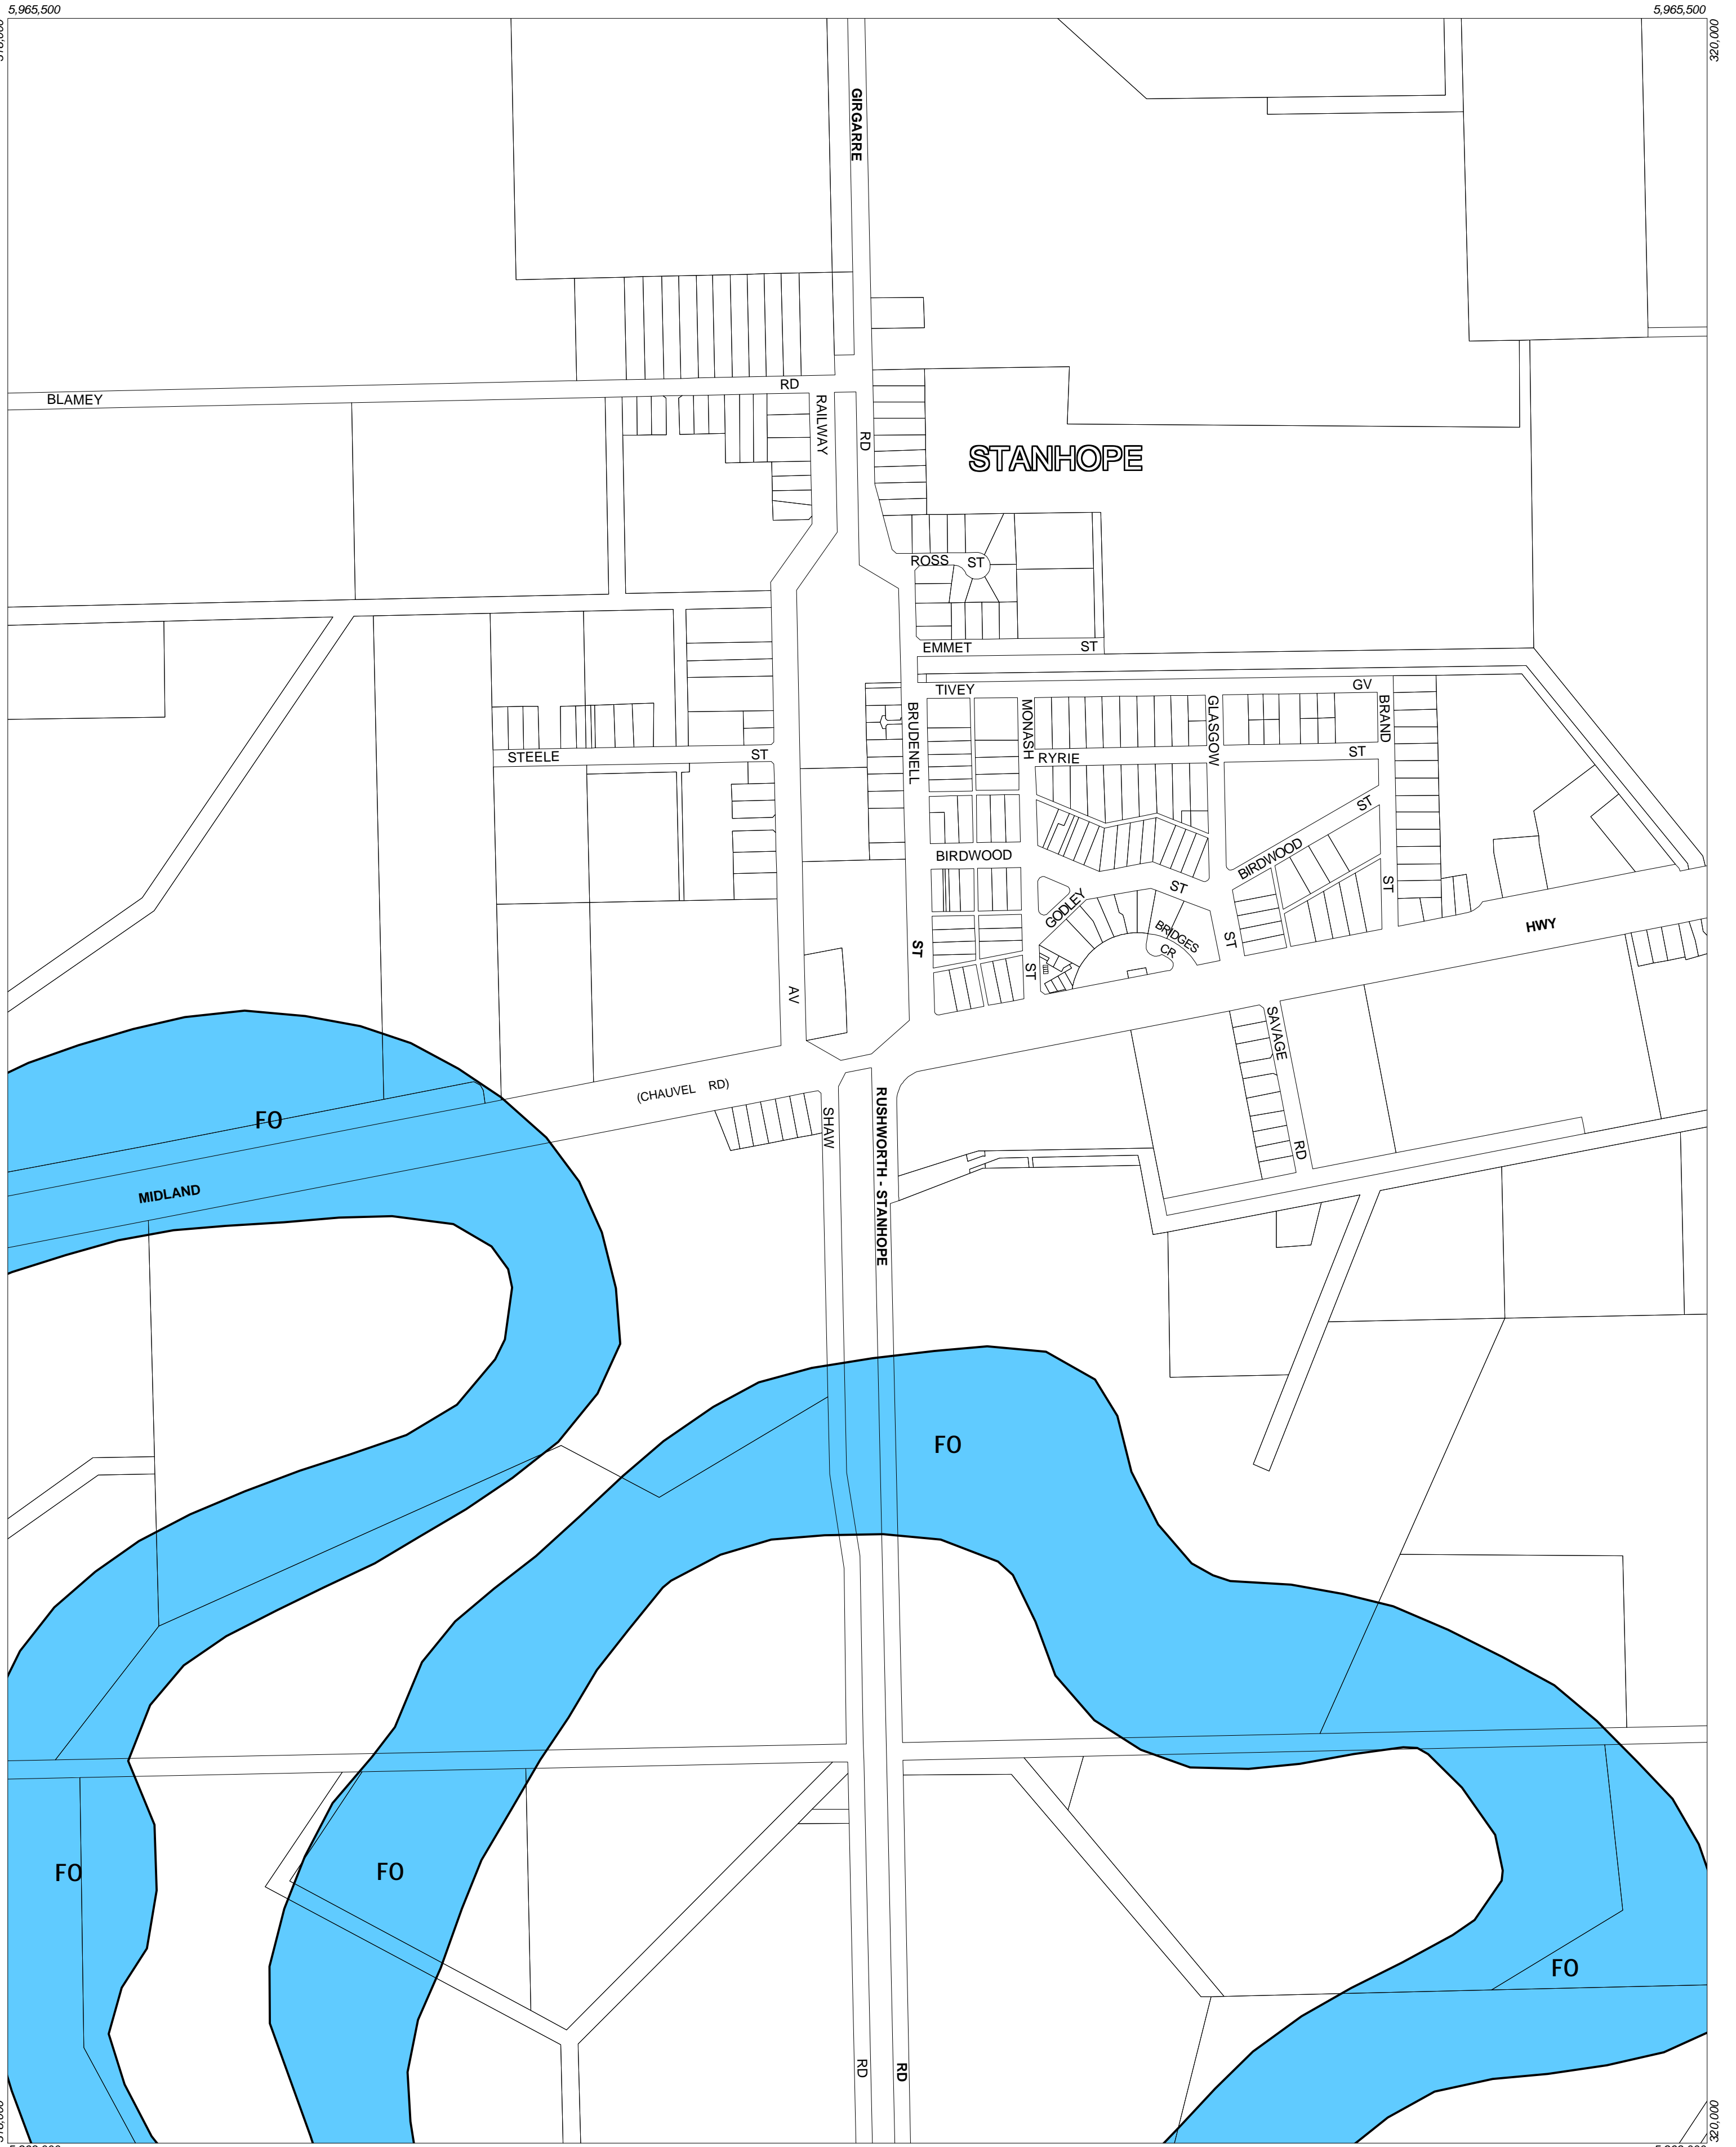 5,965,500
5,965,500
320,000
GIRGARRE
RD
BLAMEY
RAILWAY
RD
STANHOPE
ROSS ST
EMMET ST
TIVEY GV
BRUDENELL
MONASH
GLASGOW
BRAND
STEELE ST
RYRIE ST
ST
BIRDWOOD
BIRDWOOD
ST
ST
GODLEY
BRIDGES
CR
ST
ST
ST
HWY
AV
SAVAGE
(CHAUVEL RD)
SHAW
RUSHWORTH - STANHOPE
FO
RD
MIDLAND
FO
FO
FO
FO
RD
RD
320,000